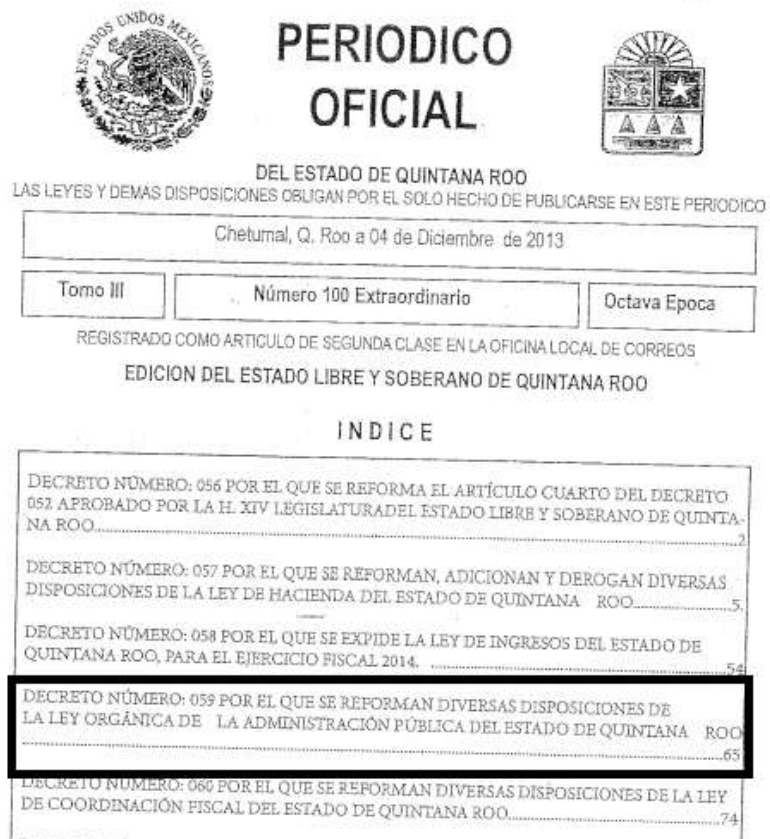 ESTADOS UNIDOS MEXICANOS
PERIODICO
OFICIAL
DEL ESTADO DE QUINTANA ROO
LAS LEYES Y DEMAS DISPOSICIONES OBLIGAN POR EL SOLO HECHO DE PUBLICARSE EN ESTE PERIODICO
Chetumal, Q. Roo a 04 de Diciembre de 2013
Tomo III
Número 100 Extraordinario
Octava Epoca
REGISTRADO COMO ARTICULO DE SEGUNDA CLASE EN LA OFICINA LOCAL DE CORREOS
EDICION DEL ESTADO LIBRE Y SOBERANO DE QUINTANA ROO
INDICE
DECRETO NÚMERO: 056 POR EL QUE SE REFORMA EL ARTÍCULO CUARTO DEL DECRETO
052 APROBADO POR LA H. XIV LEGISLATURADEL ESTADO LIBRE Y SOBERANO DE QUINTA-
NA ROO....................2
DECRETO NÚMERO: 057 POR EL QUE SE REFORMAN, ADICIONAN Y DEROGAN DIVERSAS
DISPOSICIONES DE LA LEY DE HACIENDA DEL ESTADO DE QUINTANA ROO....................5
DECRETO NÚMERO: 058 POR EL QUE SE EXPIDE LA LEY DE INGRESOS DEL ESTADO DE
QUINTANA ROO, PARA EL EJERCICIO FISCAL 2014. ....................54
DECRETO NÚMERO: 059 POR EL QUE SE REFORMAN DIVERSAS DISPOSICIONES DE
LA LEY ORGÁNICA DE LA ADMINISTRACIÓN PÚBLICA DEL ESTADO DE QUINTANA ROO
....................65
DECRETO NÚMERO: 060 POR EL QUE SE REFORMAN DIVERSAS DISPOSICIONES DE LA LEY
DE COORDINACIÓN FISCAL DEL ESTADO DE QUINTANA ROO....................74